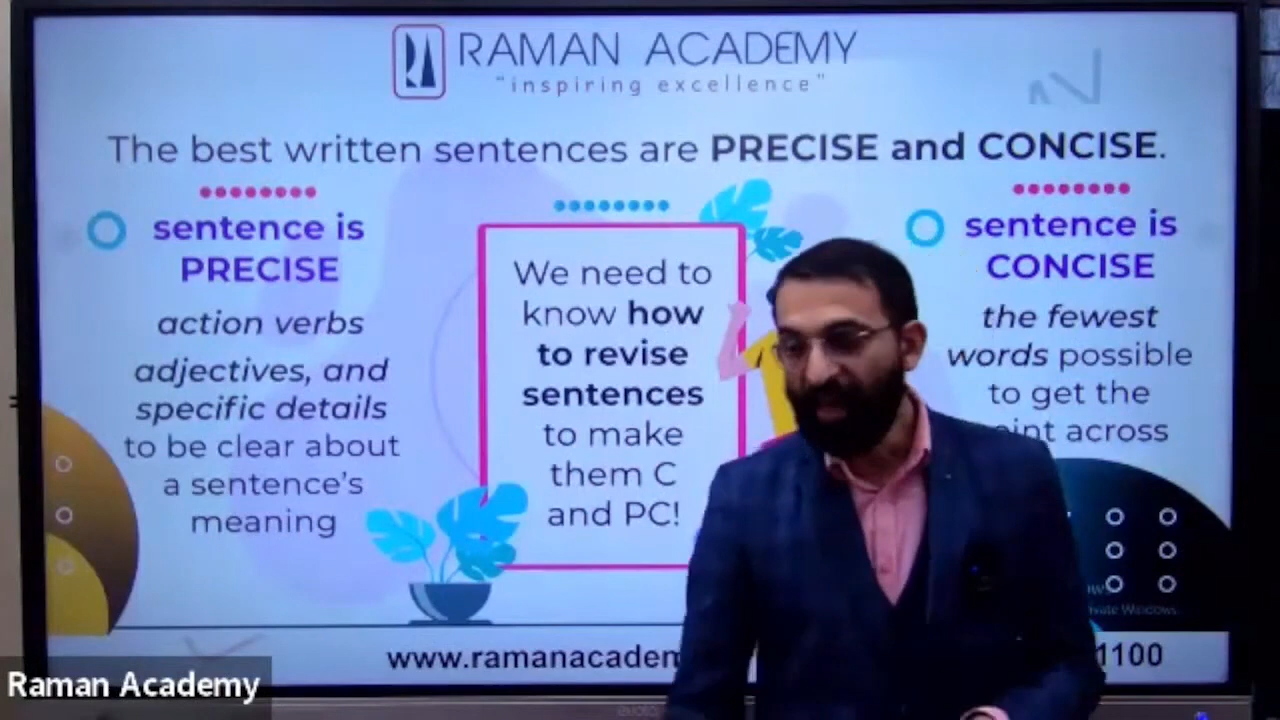 RAMAN ACADEMY
"inspiring excellence"
The best written sentences are PRECISE and CONCISE.
sentence is
PRECISE
action verbs
adjectives, and
specific details
to be clear about
a sentence's
meaning
We need to
know how
to revise
sentences
to make
them C
and PC!
sentence is
CONCISE
the fewest
words possible
to get the
across
Windows
www.ramanacadem
1100
Raman Academy